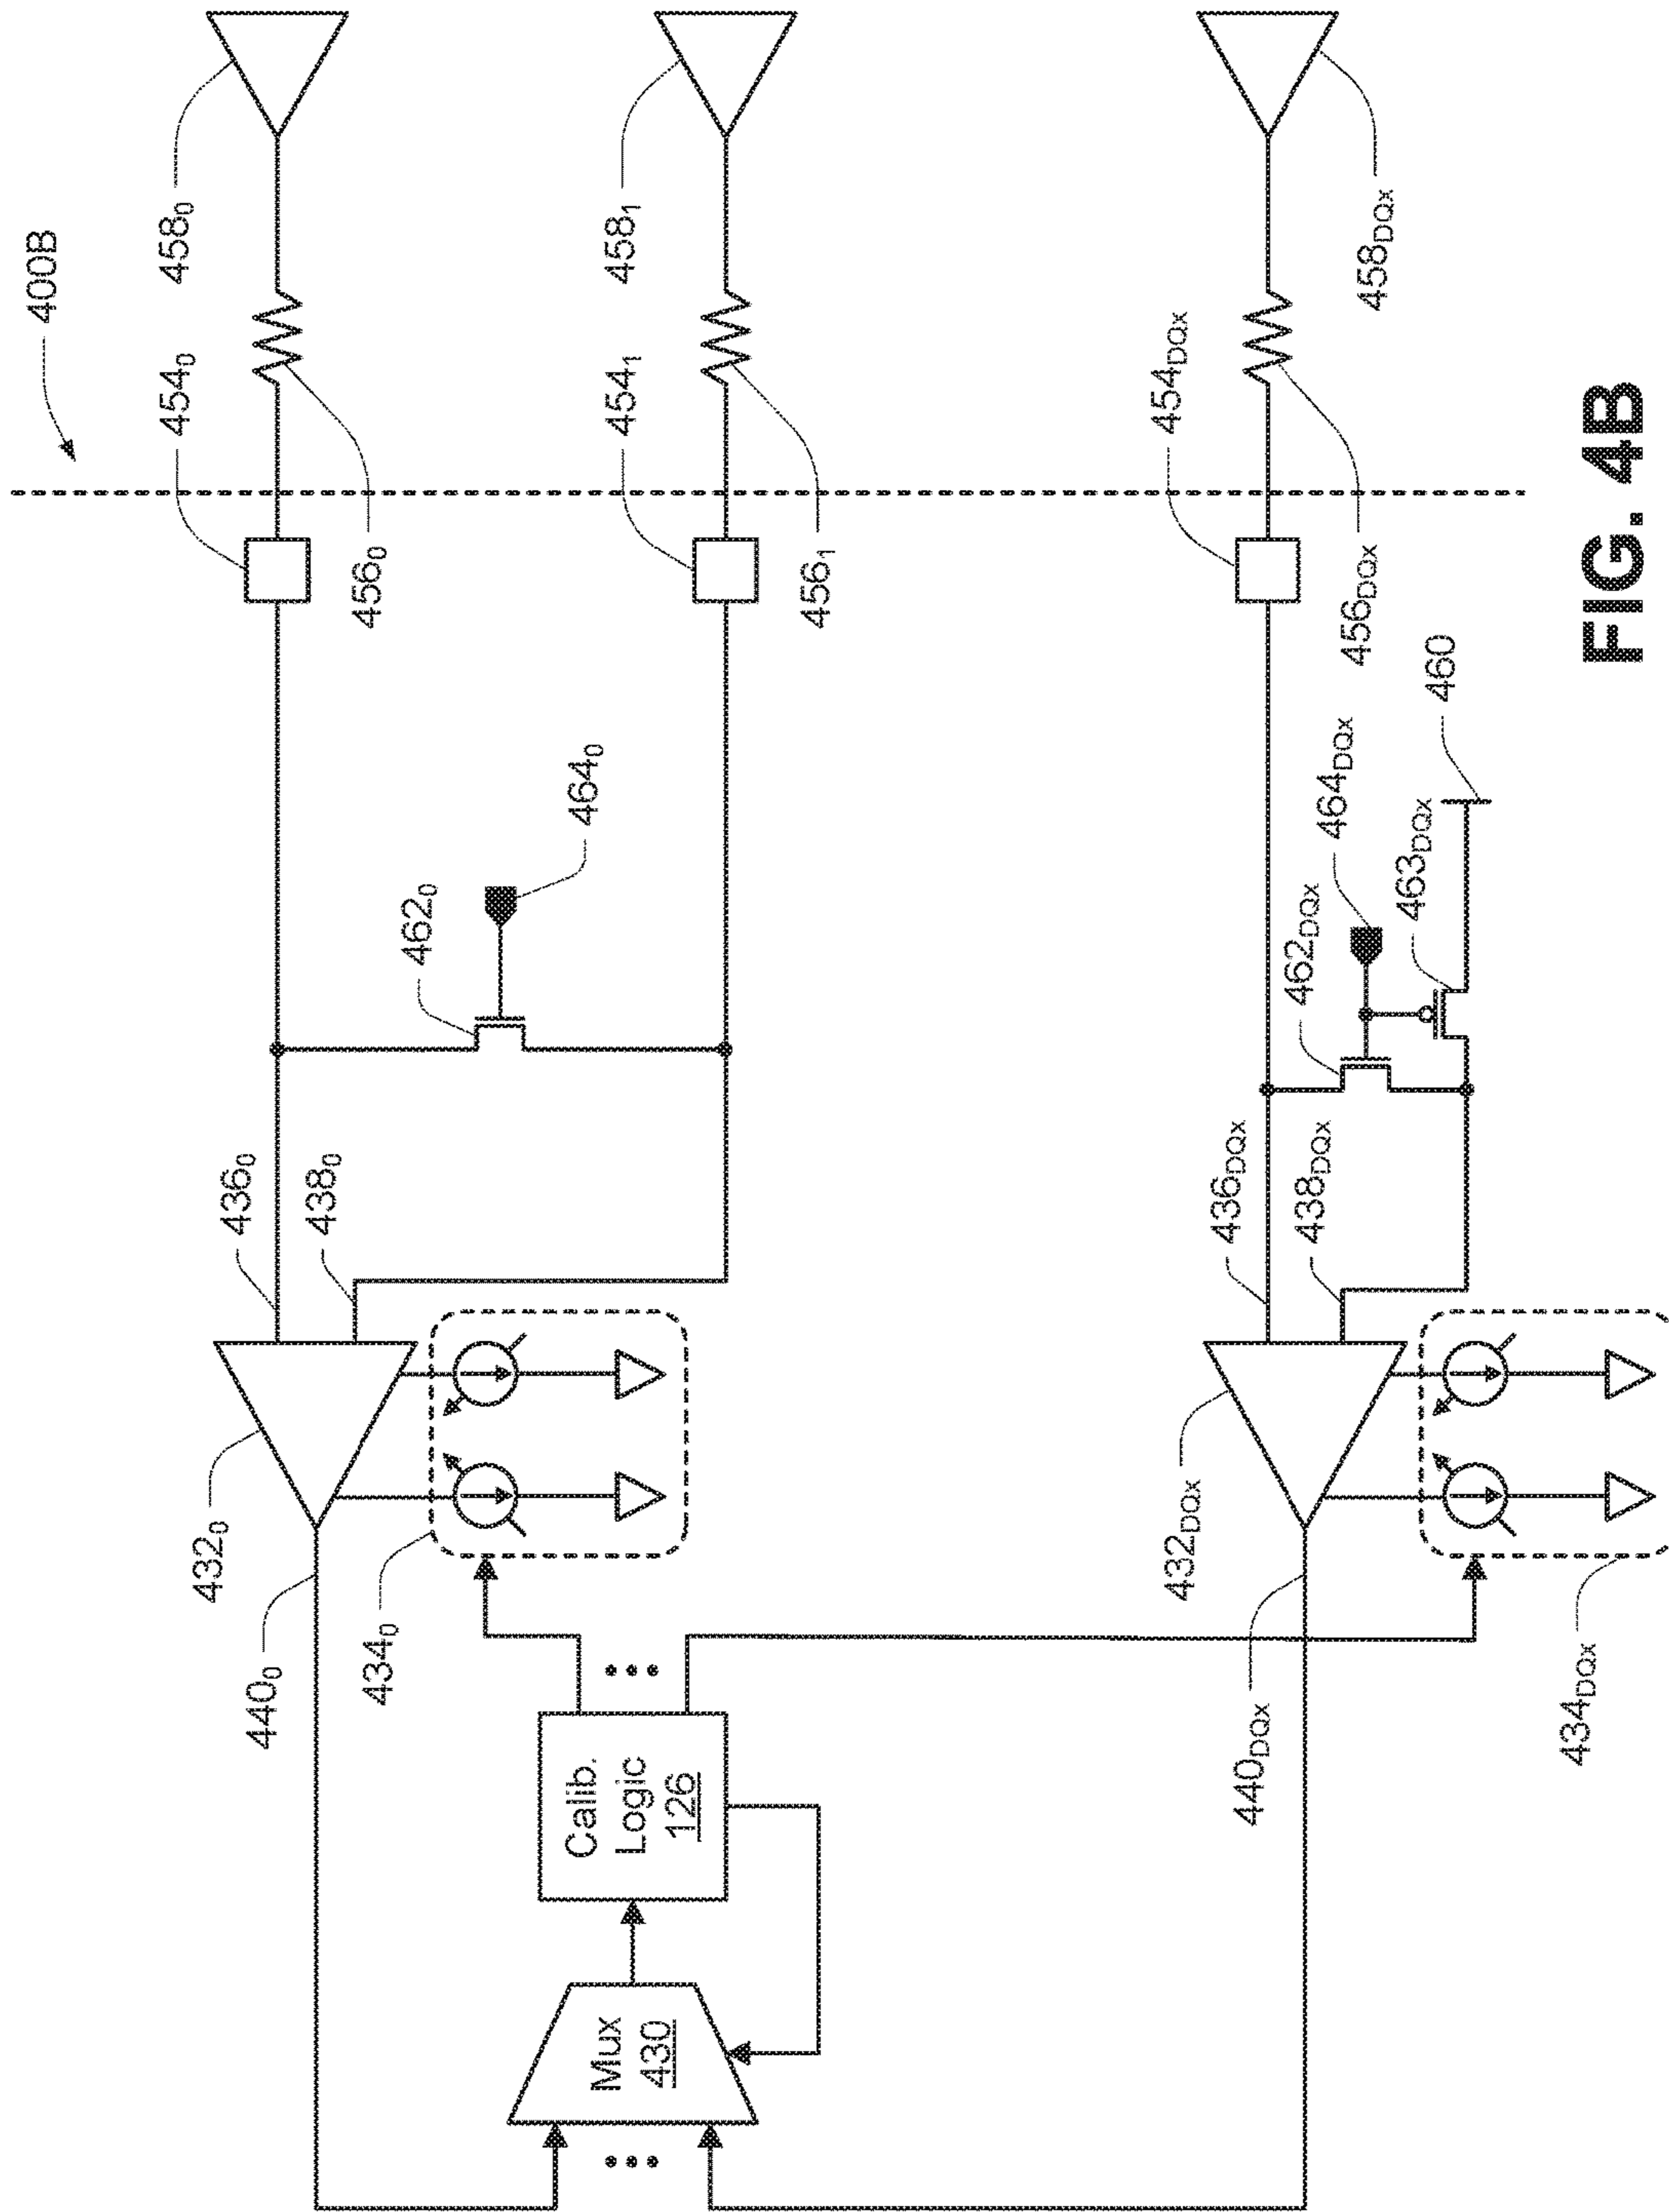 400B
458₀
454₀
456₀
458₁
454₁
456₁
464₀
462₀
436₀
438₀
432₀
434₀
440₀
Calib.
Logic
126
Mux
430
458DQx
454DQx
456DQx
460
464DQx
463DQx
462DQx
436DQx
438DQx
432DQx
440DQx
434DQx
FIG. 4B